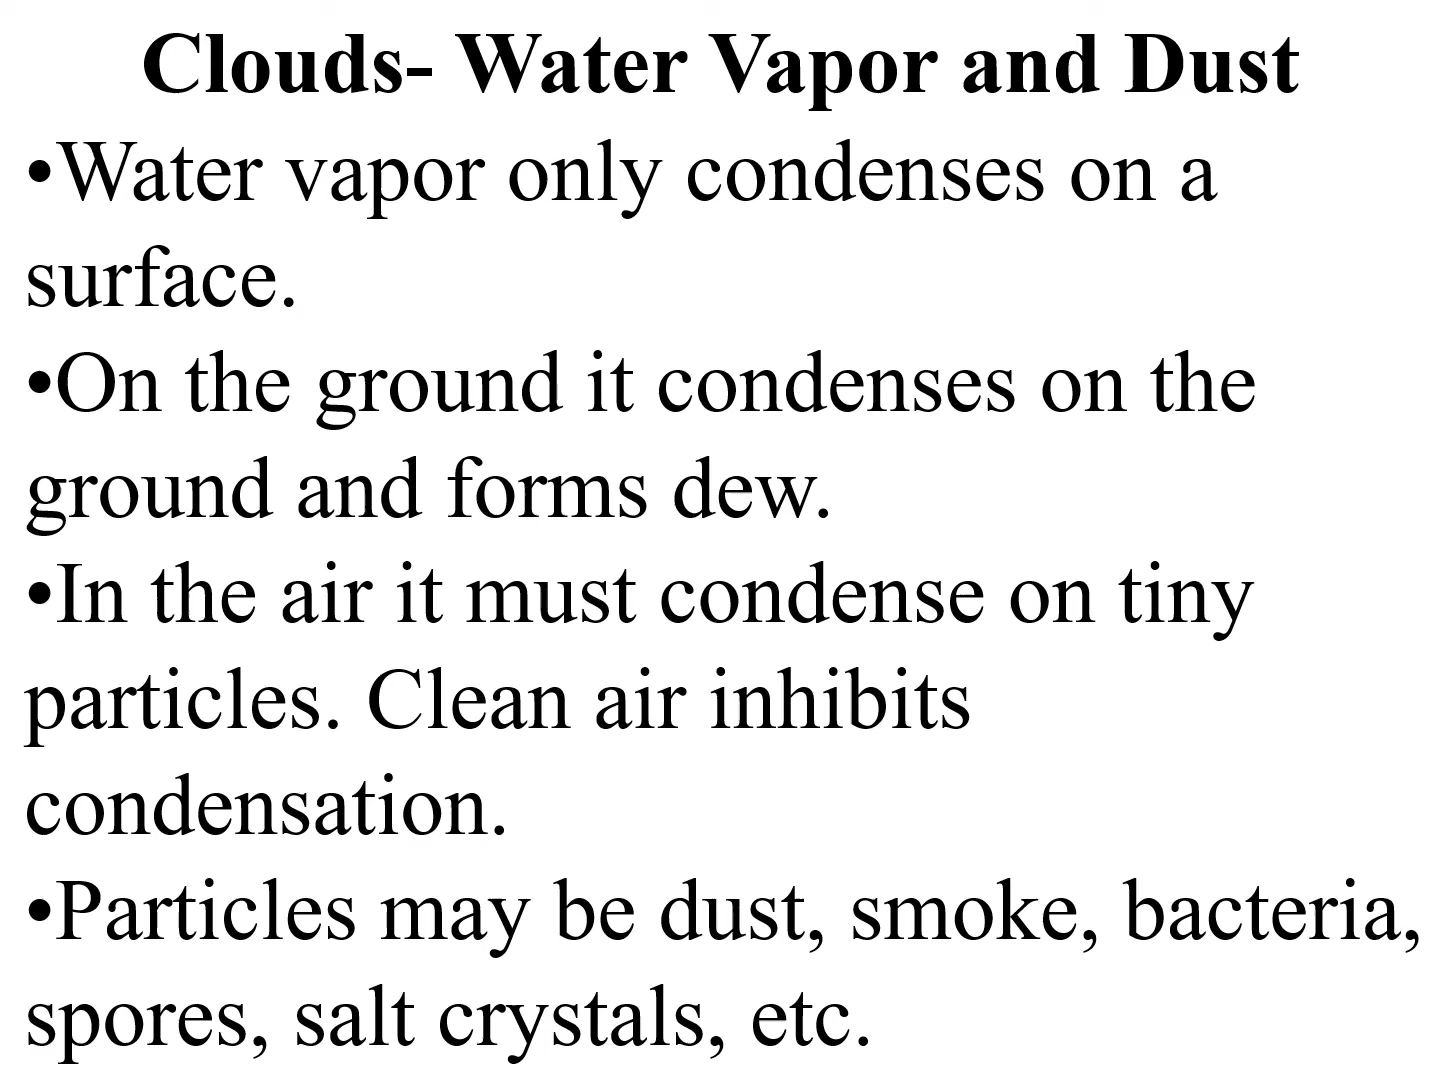 Clouds- Water Vapor and Dust
•Water vapor only condenses on a
surface.
•On the ground it condenses on the
ground and forms dew.
•In the air it must condense on tiny
particles. Clean air inhibits
condensation.
•Particles may be dust, smoke, bacteria,
spores, salt crystals, etc.